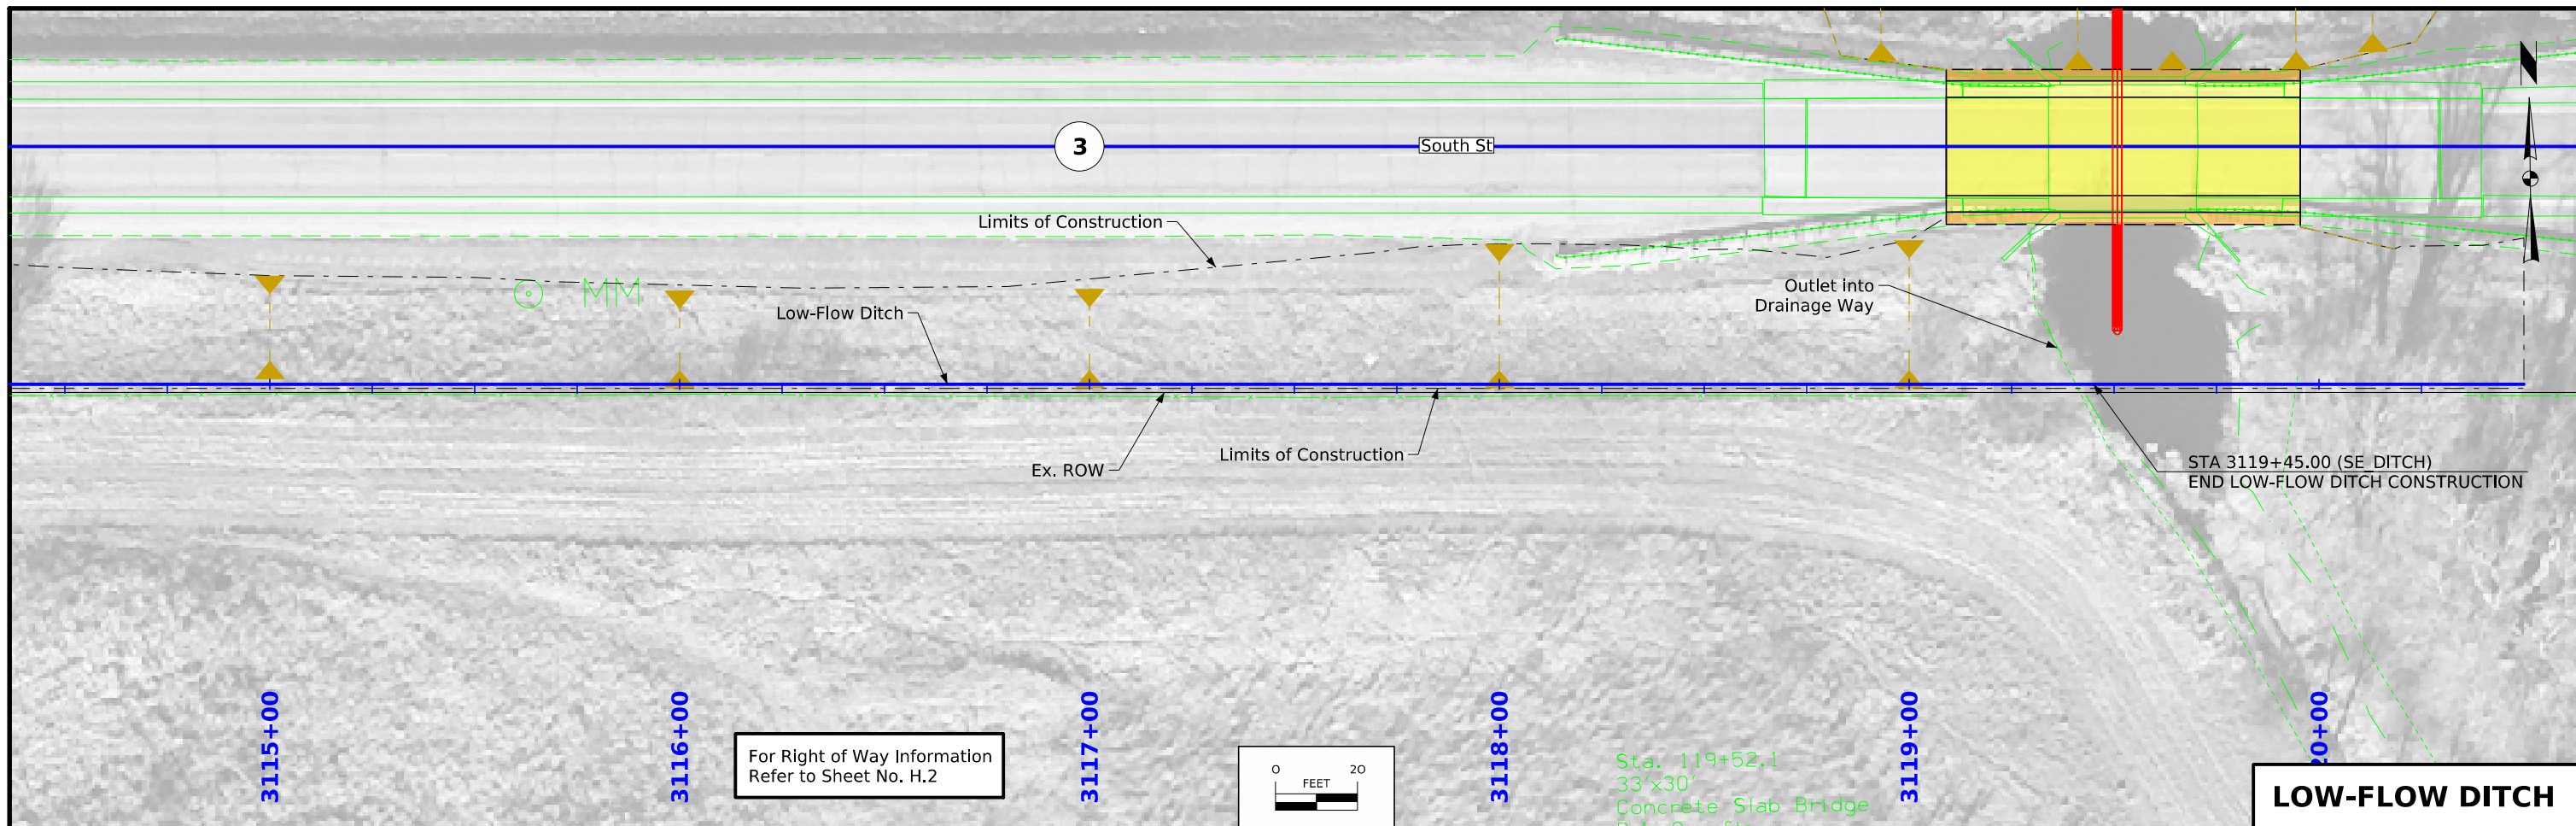 3
South St
Limits of Construction
MM
Outlet into
Drainage Way
Low-Flow Ditch
Limits of Construction
Ex. ROW
STA 3119+45.00 (SE_DITCH)
END LOW-FLOW DITCH CONSTRUCTION
3115+00
3116+00
3117+00
3118+00
3119+00
20+00
For Right of Way Information
Refer to Sheet No. H.2
0 20
FEET
Sta. 119+52.1
33'x30'
Concrete Slab Bridge
LOW-FLOW DITCH
N